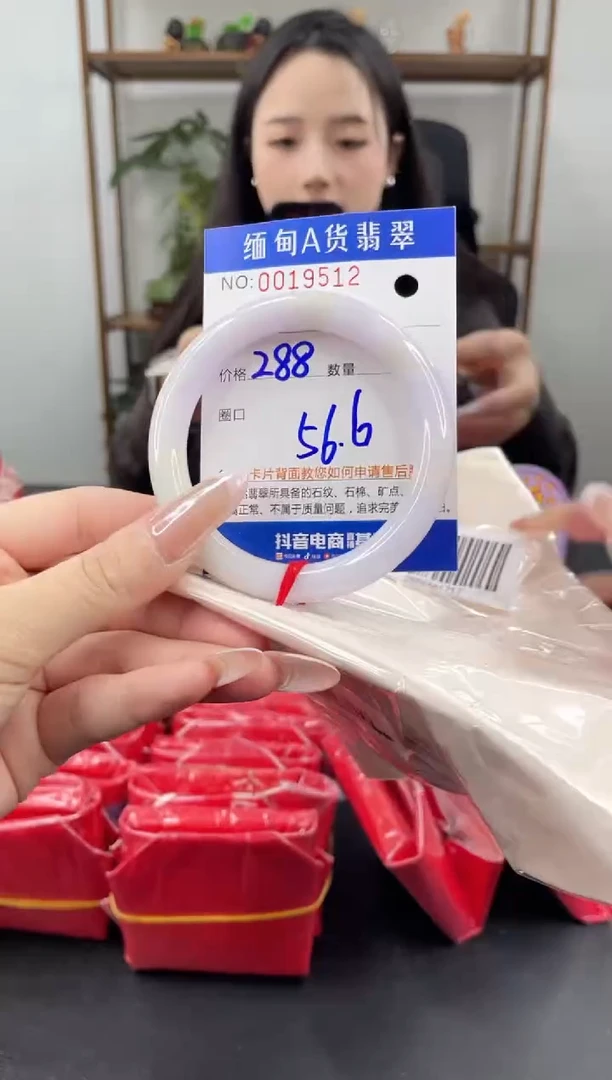 缅甸A货翡翠
NO:0019512
价格 288 数量
圈口 56.6
卡片背面教您如何申请售后
翡翠所具备的石纹、石棉、矿点、
正常、不属于质量问题，追求完美
抖音电商